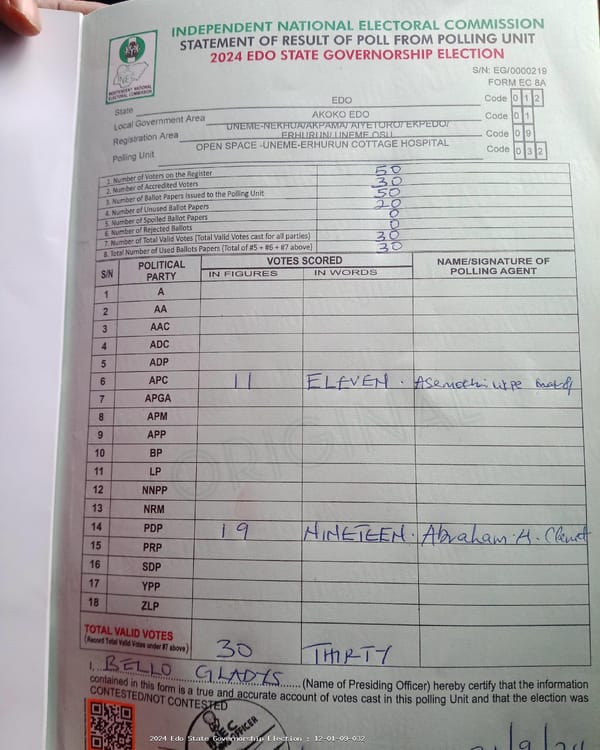 INDEPENDENT NATIONAL ELECTORAL COMMISSION
STATEMENT OF RESULT OF POLL FROM POLLING UNIT
2024 EDO STATE GOVERNORSHIP ELECTION
INDEPENDENT NATIONAL
ELECTORAL COMMISSION
S/N: EG/0000219
FORM EC 8A
State EDO Code 0 1 2
Local Government Area AKOKO EDO Code 0 1
Registration Area UNEME-NEKHUA/AKPAMA/ AIYETORO/ EKPEDO/ ERHURUN/ UNEME OSU Code 0 9
Polling Unit OPEN SPACE -UNEME-ERHURUN COTTAGE HOSPITAL Code 0 3 2
1. Number of Voters on the Register 50
2. Number of Accredited Voters 30
3. Number of Ballot Papers Issued to the Polling Unit 50
4. Number of Unused Ballot Papers 20
5. Number of Spoiled Ballot Papers 0
6. Number of Rejected Ballots 0
7. Number of Total Valid Votes (Total Valid Votes cast for all parties) 30
8. Total Number of Used Ballots Papers (Total of #5 + #6 + #7 above) 30
S/N POLITICAL PARTY VOTES SCORED NAME/SIGNATURE OF POLLING AGENT
IN FIGURES IN WORDS
1 A
2 AA
3 AAC
4 ADC
5 ADP
6 APC 11 ELEVEN .
7 APGA
8 APM
9 APP
10 BP
11 LP
12 NNPP
13 NRM
14 PDP 19 NINETEEN . Abraham . H.
15 PRP
16 SDP
17 YPP
18 ZLP
ORIGINAL
TOTAL VALID VOTES
(Record Total Valid Votes under #7 above) 30 THIRTY
I, BELLO GLADYS (Name of Presiding Officer) hereby certify that the information
contained in this form is a true and accurate account of votes cast in this polling Unit and that the election was
CONTESTED/NOT CONTESTED
2024 Edo State Governorship Election : 12-01-09-032